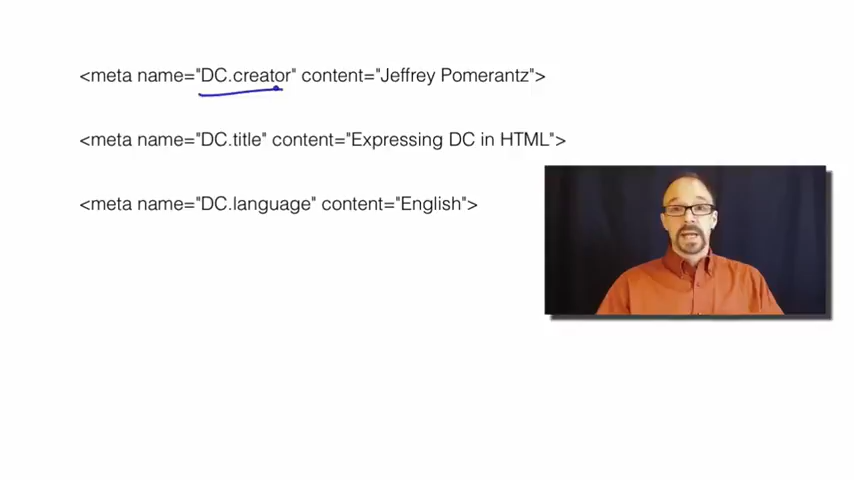 <meta name="DC.creator" content="Jeffrey Pomerantz">
<meta name="DC.title" content="Expressing DC in HTML">
<meta name="DC.language" content="English">